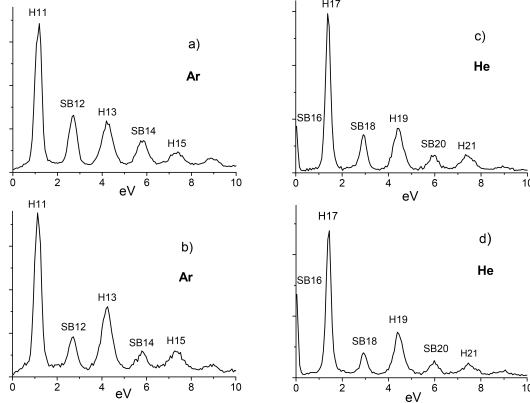 H11
a)
Ar
SB12
H13
SB14
H15
0 2 4 6 8 10
eV
H17
c)
He
SB16
SB18
H19
SB20
H21
0 2 4 6 8 10
eV
H11
b)
Ar
SB12
H13
SB14
H15
0 2 4 6 8 10
eV
H17
d)
He
SB16
SB18
H19
SB20
H21
0 2 4 6 8 10
eV